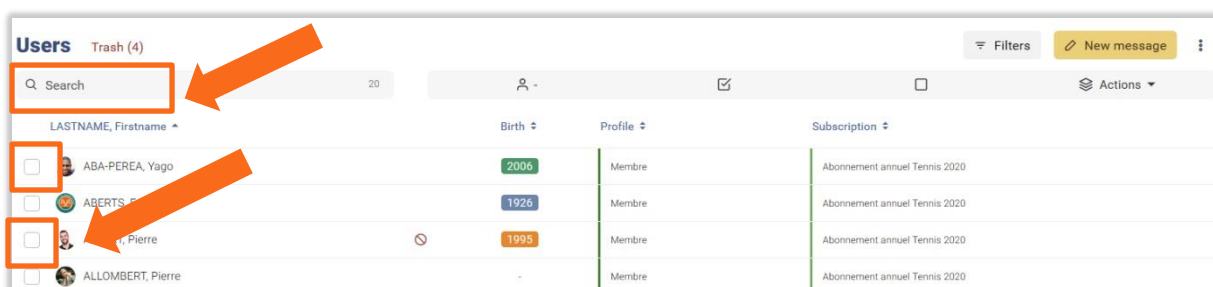 Users Trash (4) Filters New message
Search 20 - Actions
LASTNAME, Firstname Birth Profile Subscription
ABA-PEREA, Yago 2006 Membre Abonnement annuel Tennis 2020
ABERTS, 1926 Membre Abonnement annuel Tennis 2020
Pierre 1995 Membre Abonnement annuel Tennis 2020
ALLOMBERT, Pierre - Membre Abonnement annuel Tennis 2020